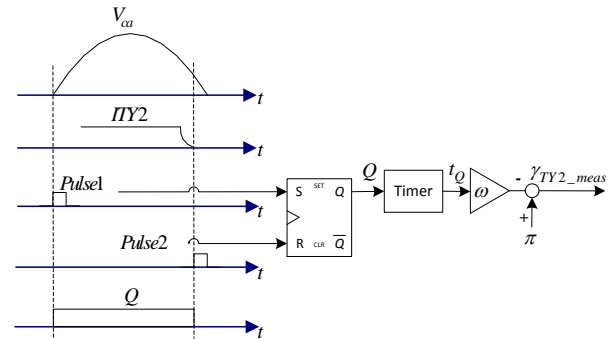 V_ca
t
ITY2
t
Pulse1
t
Pulse2
t
Q
t
S SET Q
R CLR Q̅
Q
Timer
t_Q
ω
- γ_TY2_meas
+
π